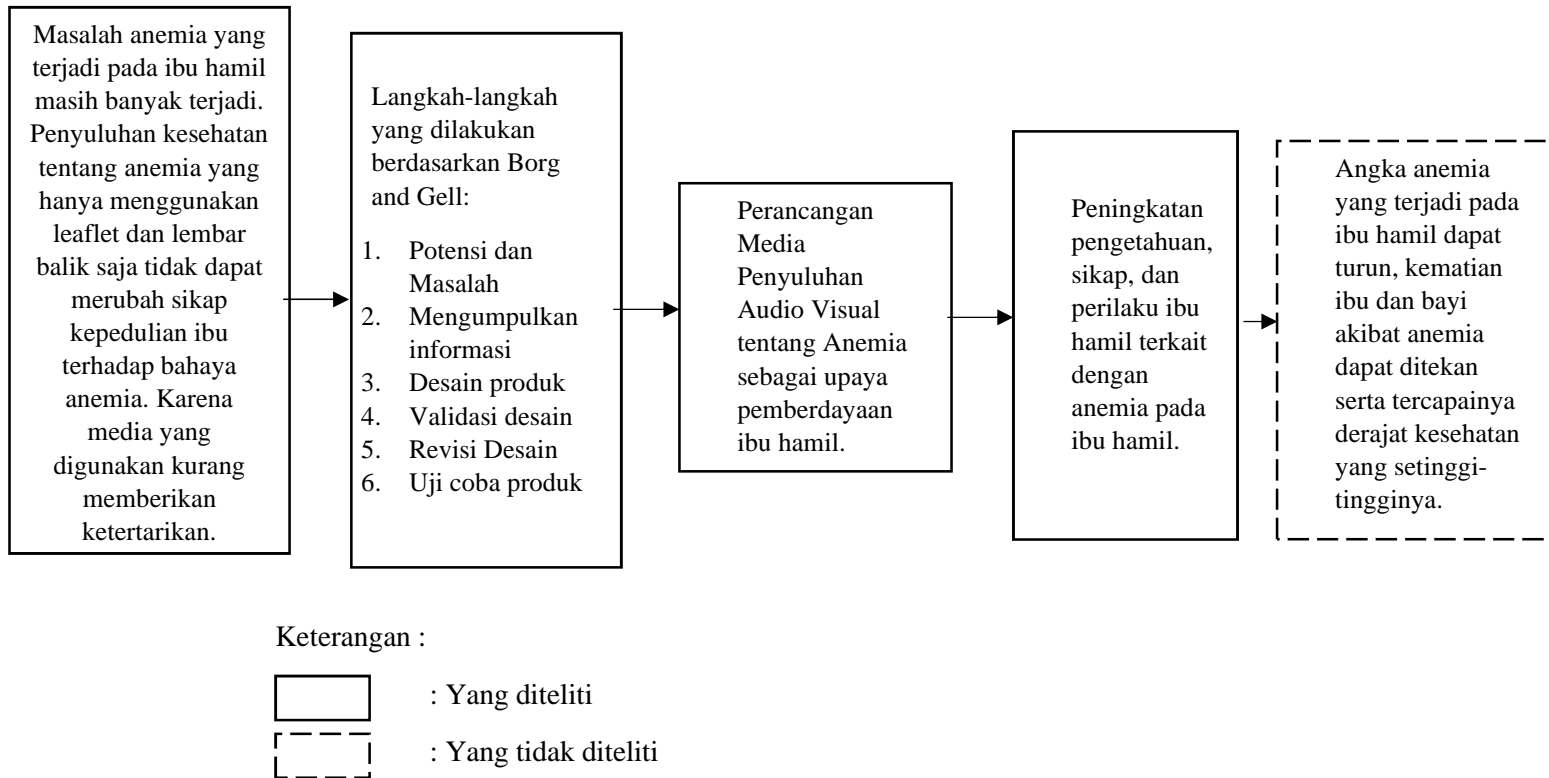 Masalah anemia yang
terjadi pada ibu hamil
masih banyak terjadi.
Penyuluhan kesehatan
tentang anemia yang
hanya menggunakan
leaflet dan lembar
balik saja tidak dapat
merubah sikap
kepedulian ibu
terhadap bahaya
anemia. Karena
media yang
digunakan kurang
memberikan
ketertarikan.
Langkah-langkah
yang dilakukan
berdasarkan Borg
and Gell:
1. Potensi dan
Masalah
2. Mengumpulkan
informasi
3. Desain produk
4. Validasi desain
5. Revisi Desain
6. Uji coba produk
Perancangan
Media
Penyuluhan
Audio Visual
tentang Anemia
sebagai upaya
pemberdayaan
ibu hamil.
Peningkatan
pengetahuan,
sikap, dan
perilaku ibu
hamil terkait
dengan
anemia pada
ibu hamil.
Angka anemia
yang terjadi pada
ibu hamil dapat
turun, kematian
ibu dan bayi
akibat anemia
dapat ditekan
serta tercapainya
derajat kesehatan
yang setinggi-
tingginya.
Keterangan :
: Yang diteliti
: Yang tidak diteliti